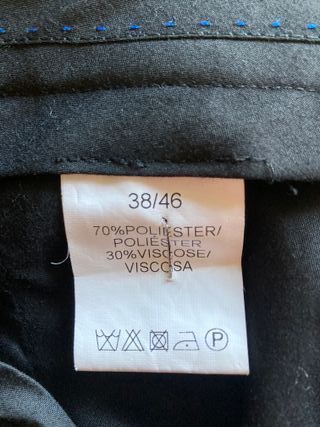 38/46
70%POLIESTER/
POLIÉSTER
30%VISCOSE/
VISCOSA
P